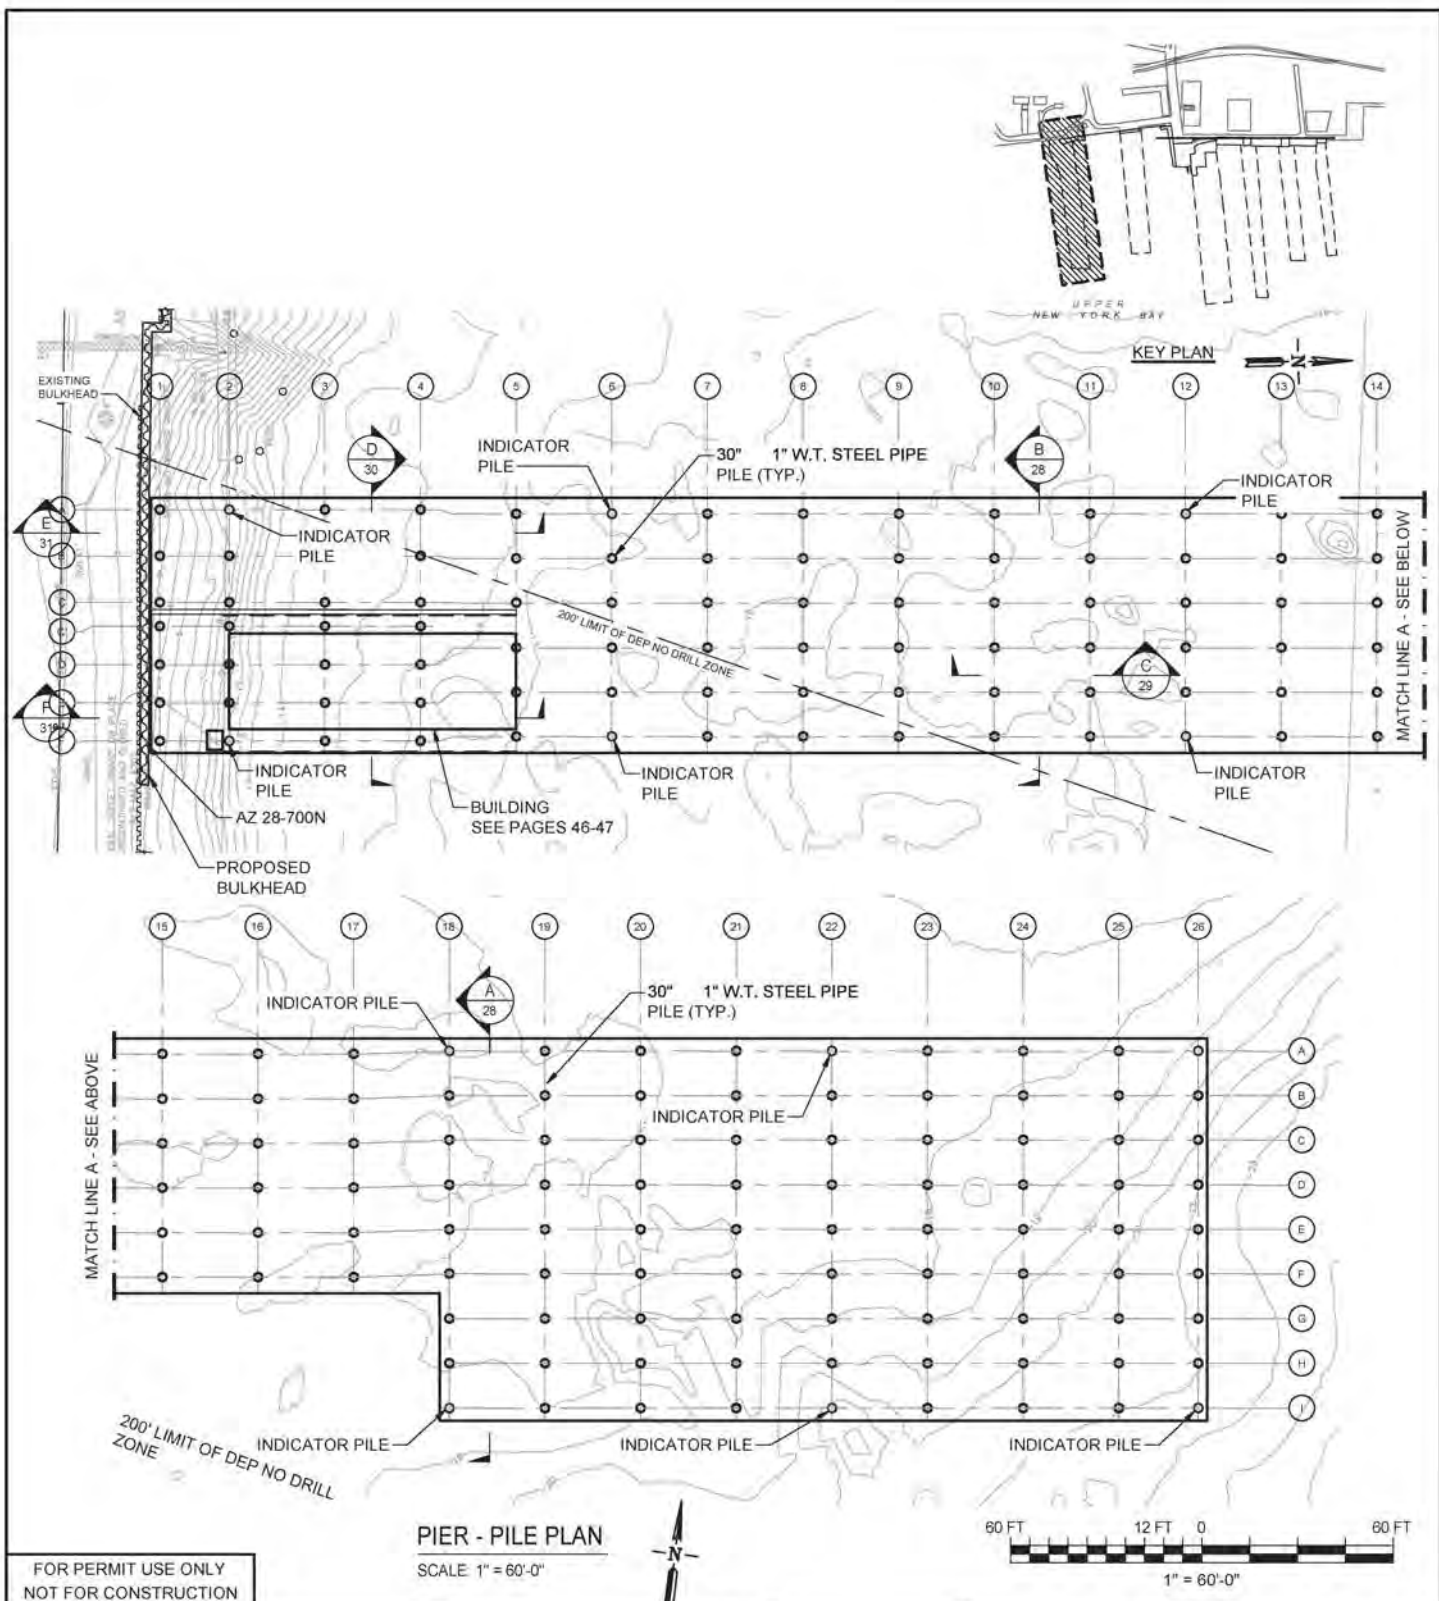 UPPER
NEW YORK BAY
KEY PLAN
N
EXISTING
BULKHEAD
1
2
3
4
5
6
7
8
9
10
11
12
13
14
D
30
INDICATOR
PILE
30" 1" W.T. STEEL PIPE
PILE (TYP.)
B
28
INDICATOR
PILE
E
31
INDICATOR
PILE
200' LIMIT OF DEP NO DRILL ZONE
C
29
MATCH LINE A - SEE BELOW
F
31
INDICATOR
PILE
INDICATOR
PILE
INDICATOR
PILE
AZ 28-700N
BUILDING
SEE PAGES 46-47
PROPOSED
BULKHEAD
15
16
17
18
19
20
21
22
23
24
25
26
INDICATOR PILE
A
28
30" 1" W.T. STEEL PIPE
PILE (TYP.)
MATCH LINE A - SEE ABOVE
INDICATOR PILE
A
B
C
D
E
F
G
H
INDICATOR PILE
INDICATOR PILE
INDICATOR PILE
200' LIMIT OF DEP NO DRILL
ZONE
PIER - PILE PLAN
SCALE: 1" = 60'-0"
N
60 FT 12 FT 0 60 FT
1" = 60'-0"
FOR PERMIT USE ONLY
NOT FOR CONSTRUCTION